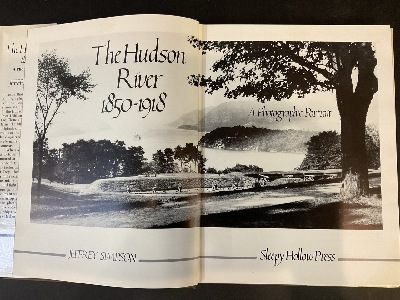 The Hudson
River
1850-1918
A Photographic Portrait
JEFFREY SIMPSON
Sleepy Hollow Press